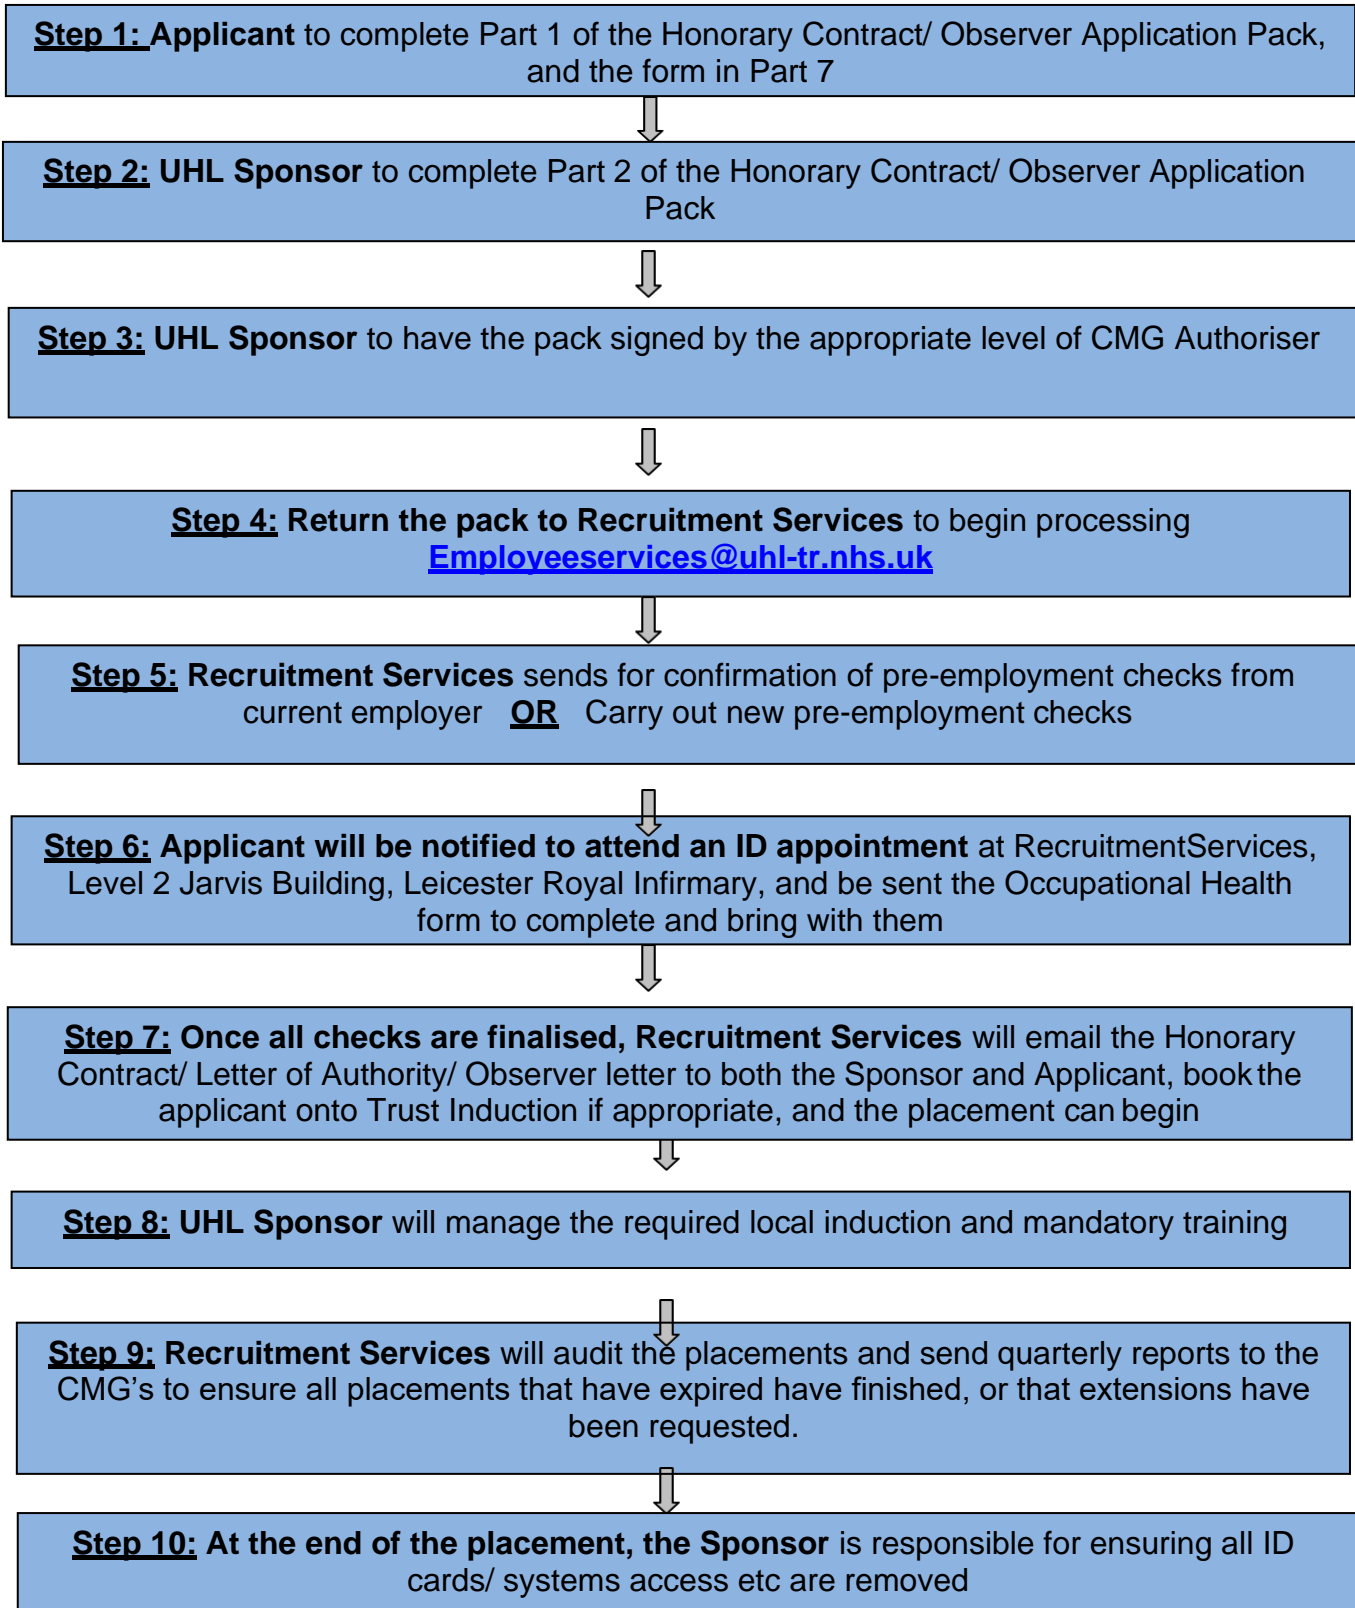 Step 1: Applicant to complete Part 1 of the Honorary Contract/ Observer Application Pack,
and the form in Part 7
Step 2: UHL Sponsor to complete Part 2 of the Honorary Contract/ Observer Application
Pack
Step 3: UHL Sponsor to have the pack signed by the appropriate level of CMG Authoriser
Step 4: Return the pack to Recruitment Services to begin processing
Employeeservices@uhl-tr.nhs.uk
Step 5: Recruitment Services sends for confirmation of pre-employment checks from
current employer OR Carry out new pre-employment checks
Step 6: Applicant will be notified to attend an ID appointment at RecruitmentServices,
Level 2 Jarvis Building, Leicester Royal Infirmary, and be sent the Occupational Health
form to complete and bring with them
Step 7: Once all checks are finalised, Recruitment Services will email the Honorary
Contract/ Letter of Authority/ Observer letter to both the Sponsor and Applicant, book the
applicant onto Trust Induction if appropriate, and the placement can begin
Step 8: UHL Sponsor will manage the required local induction and mandatory training
Step 9: Recruitment Services will audit the placements and send quarterly reports to the
CMG's to ensure all placements that have expired have finished, or that extensions have
been requested.
Step 10: At the end of the placement, the Sponsor is responsible for ensuring all ID
cards/ systems access etc are removed